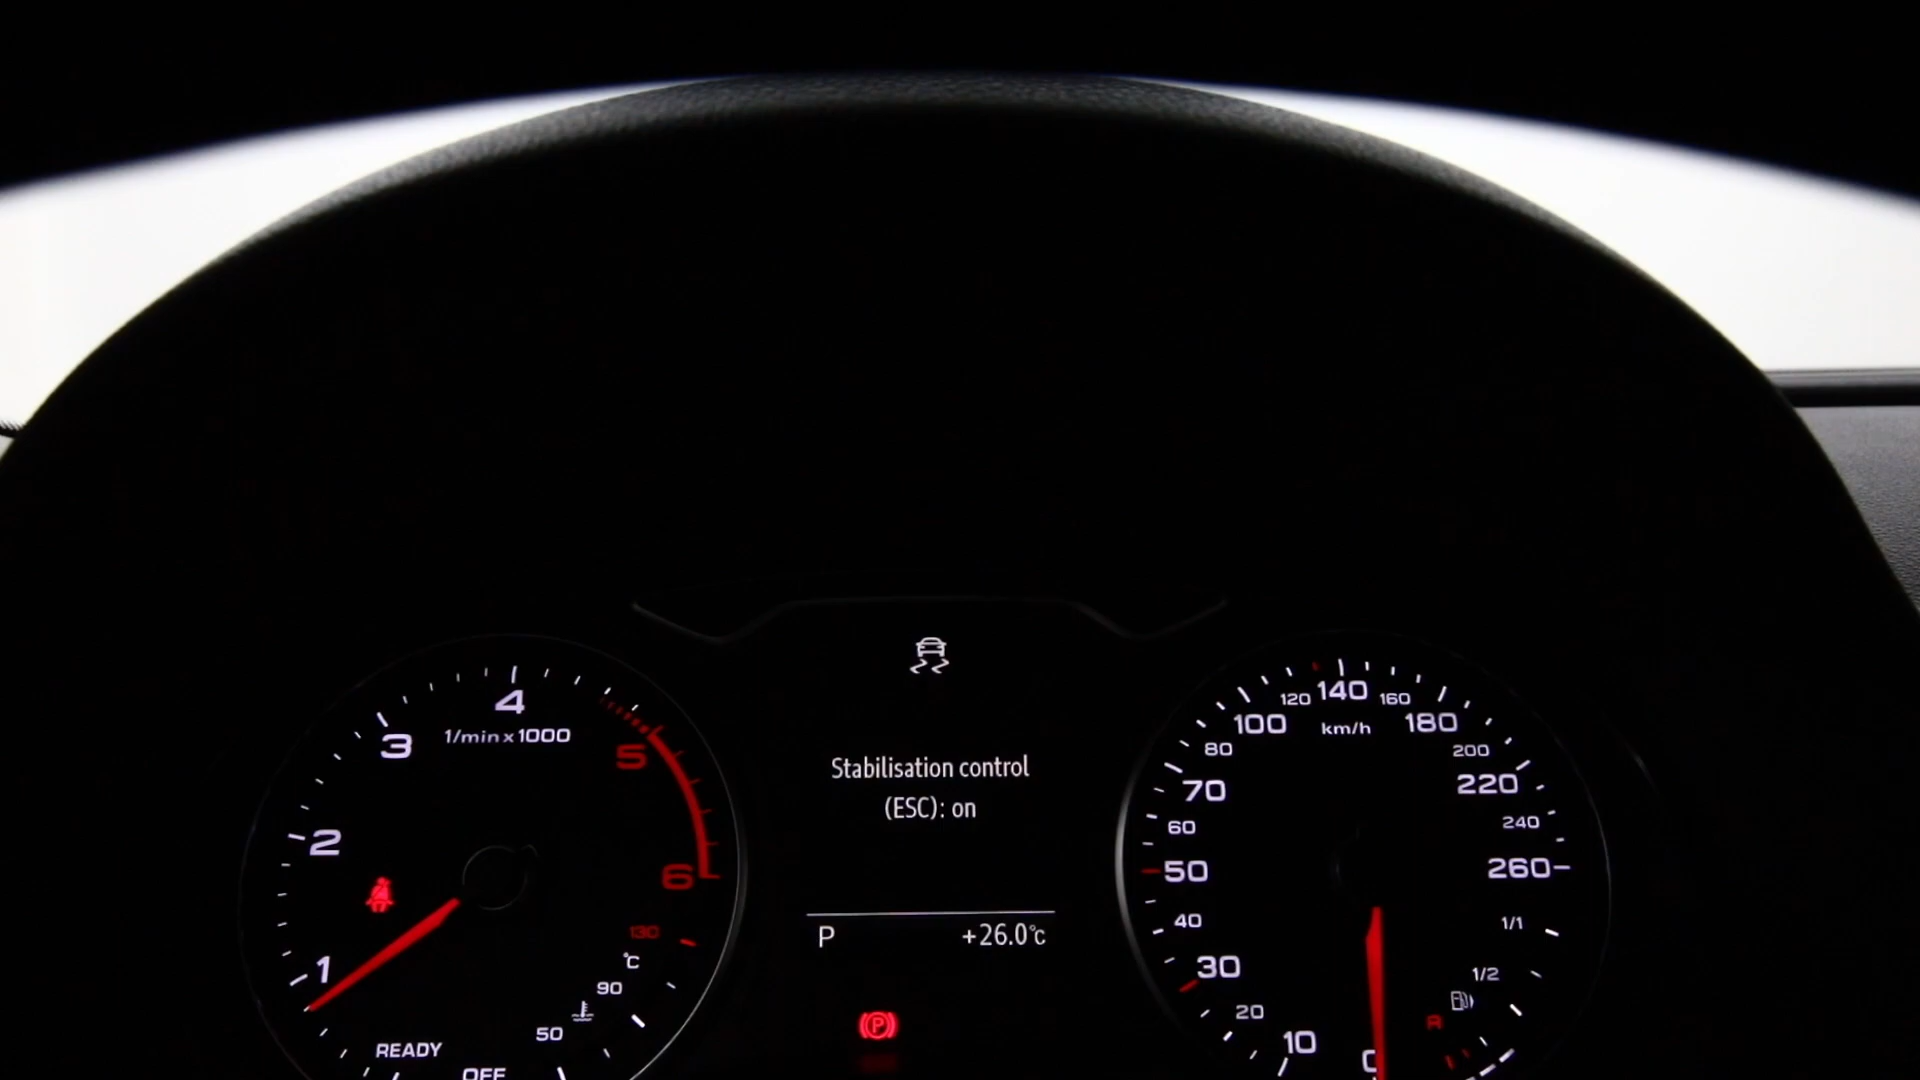 4
3
1/min x 1000
5
2
6
1
130
°C
90
50
READY
OFF
Stabilisation control
(ESC): on
P +26.0°C
P
120 140 160
100 km/h 180
80 200
70 220
60 240
50 260
40 1/1
30 1/2
20 R
10 0